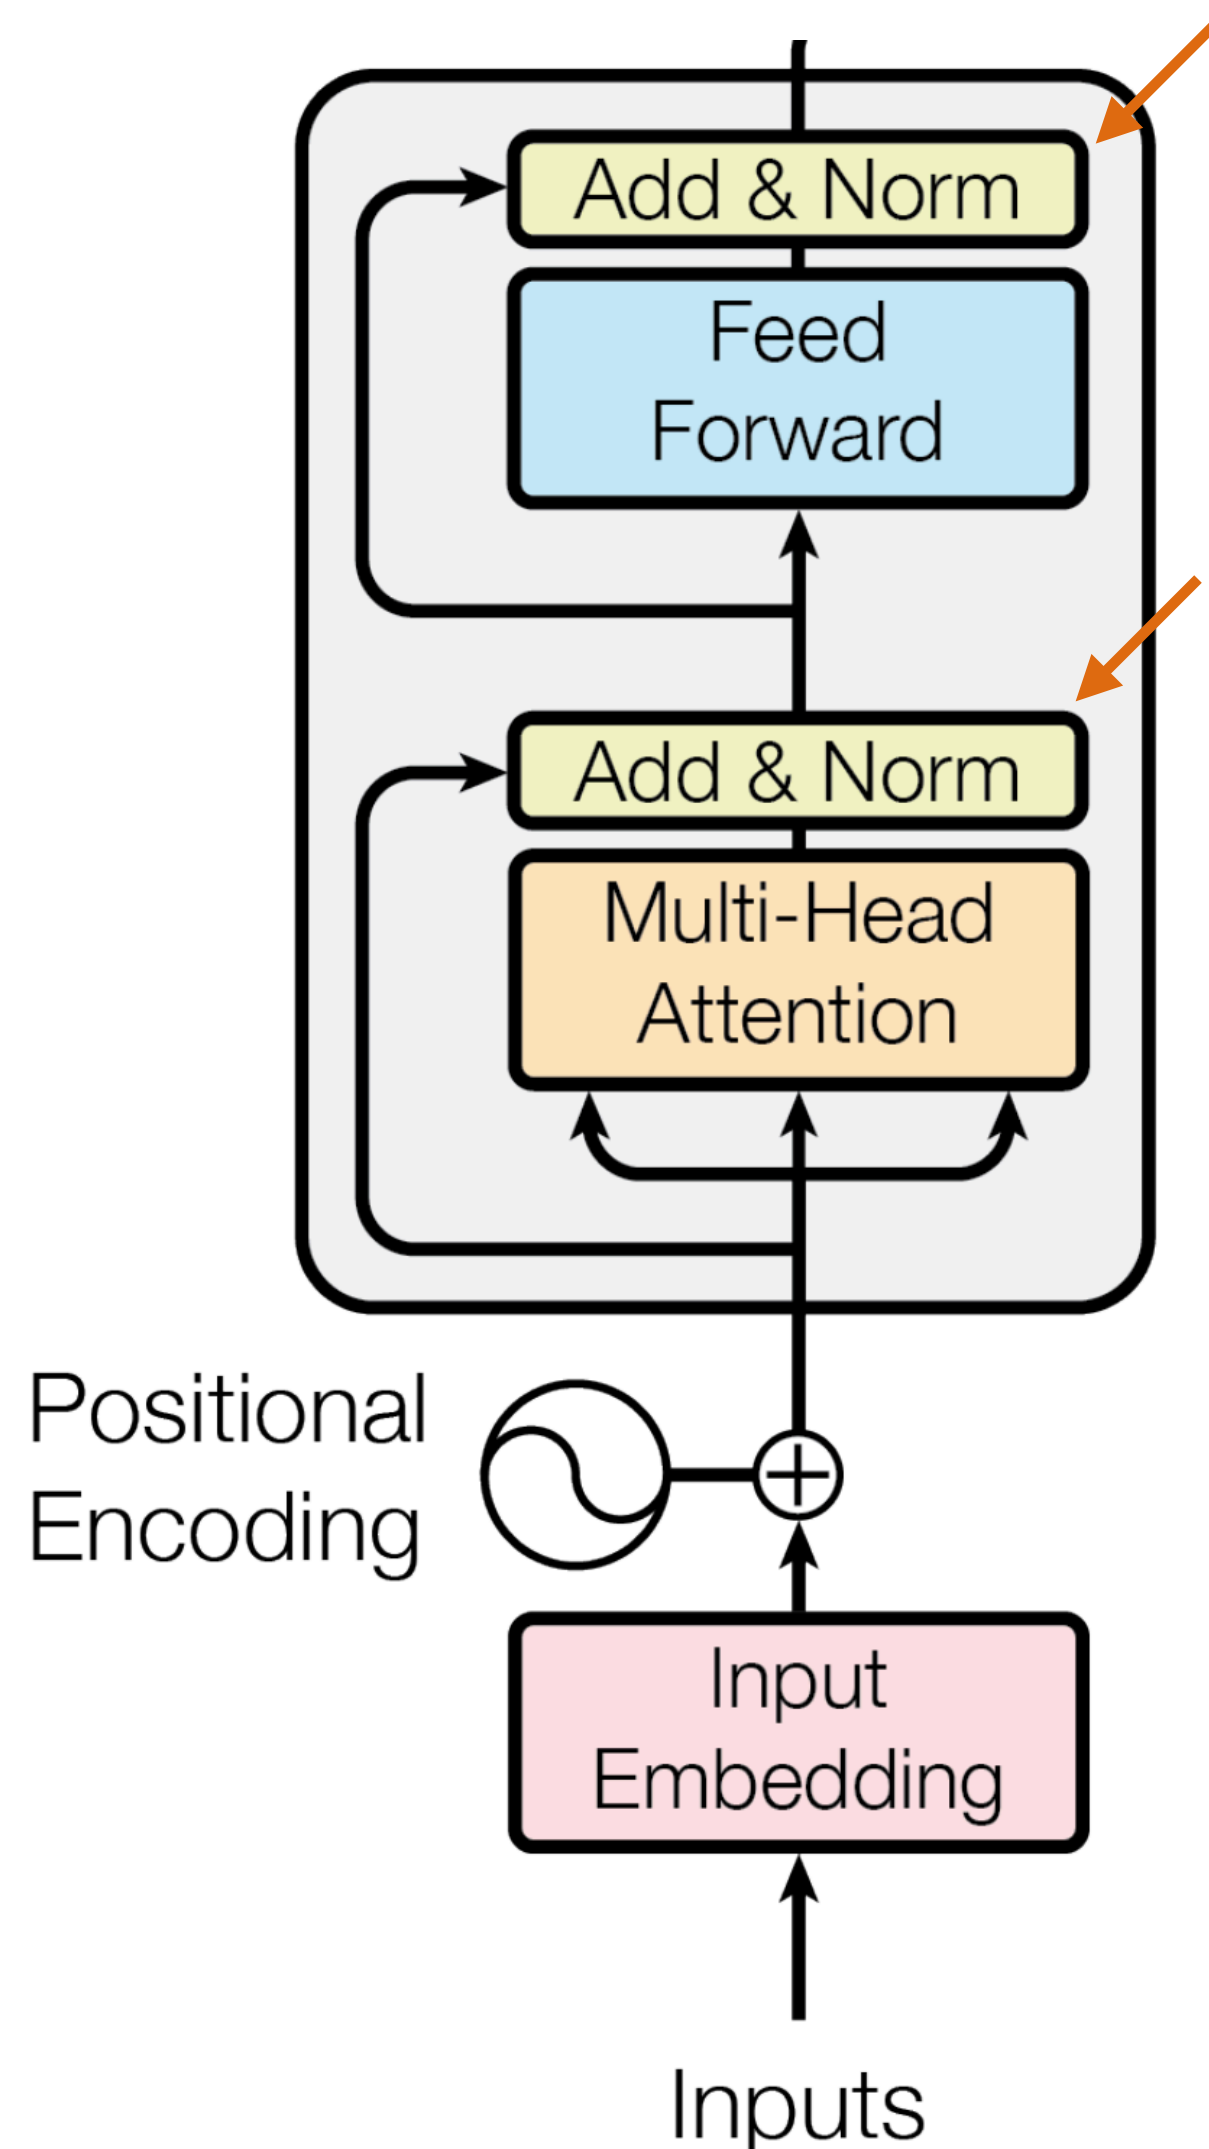 Add & Norm
Feed
Forward
Add & Norm
Multi-Head
Attention
Positional
Encoding
Input
Embedding
Inputs